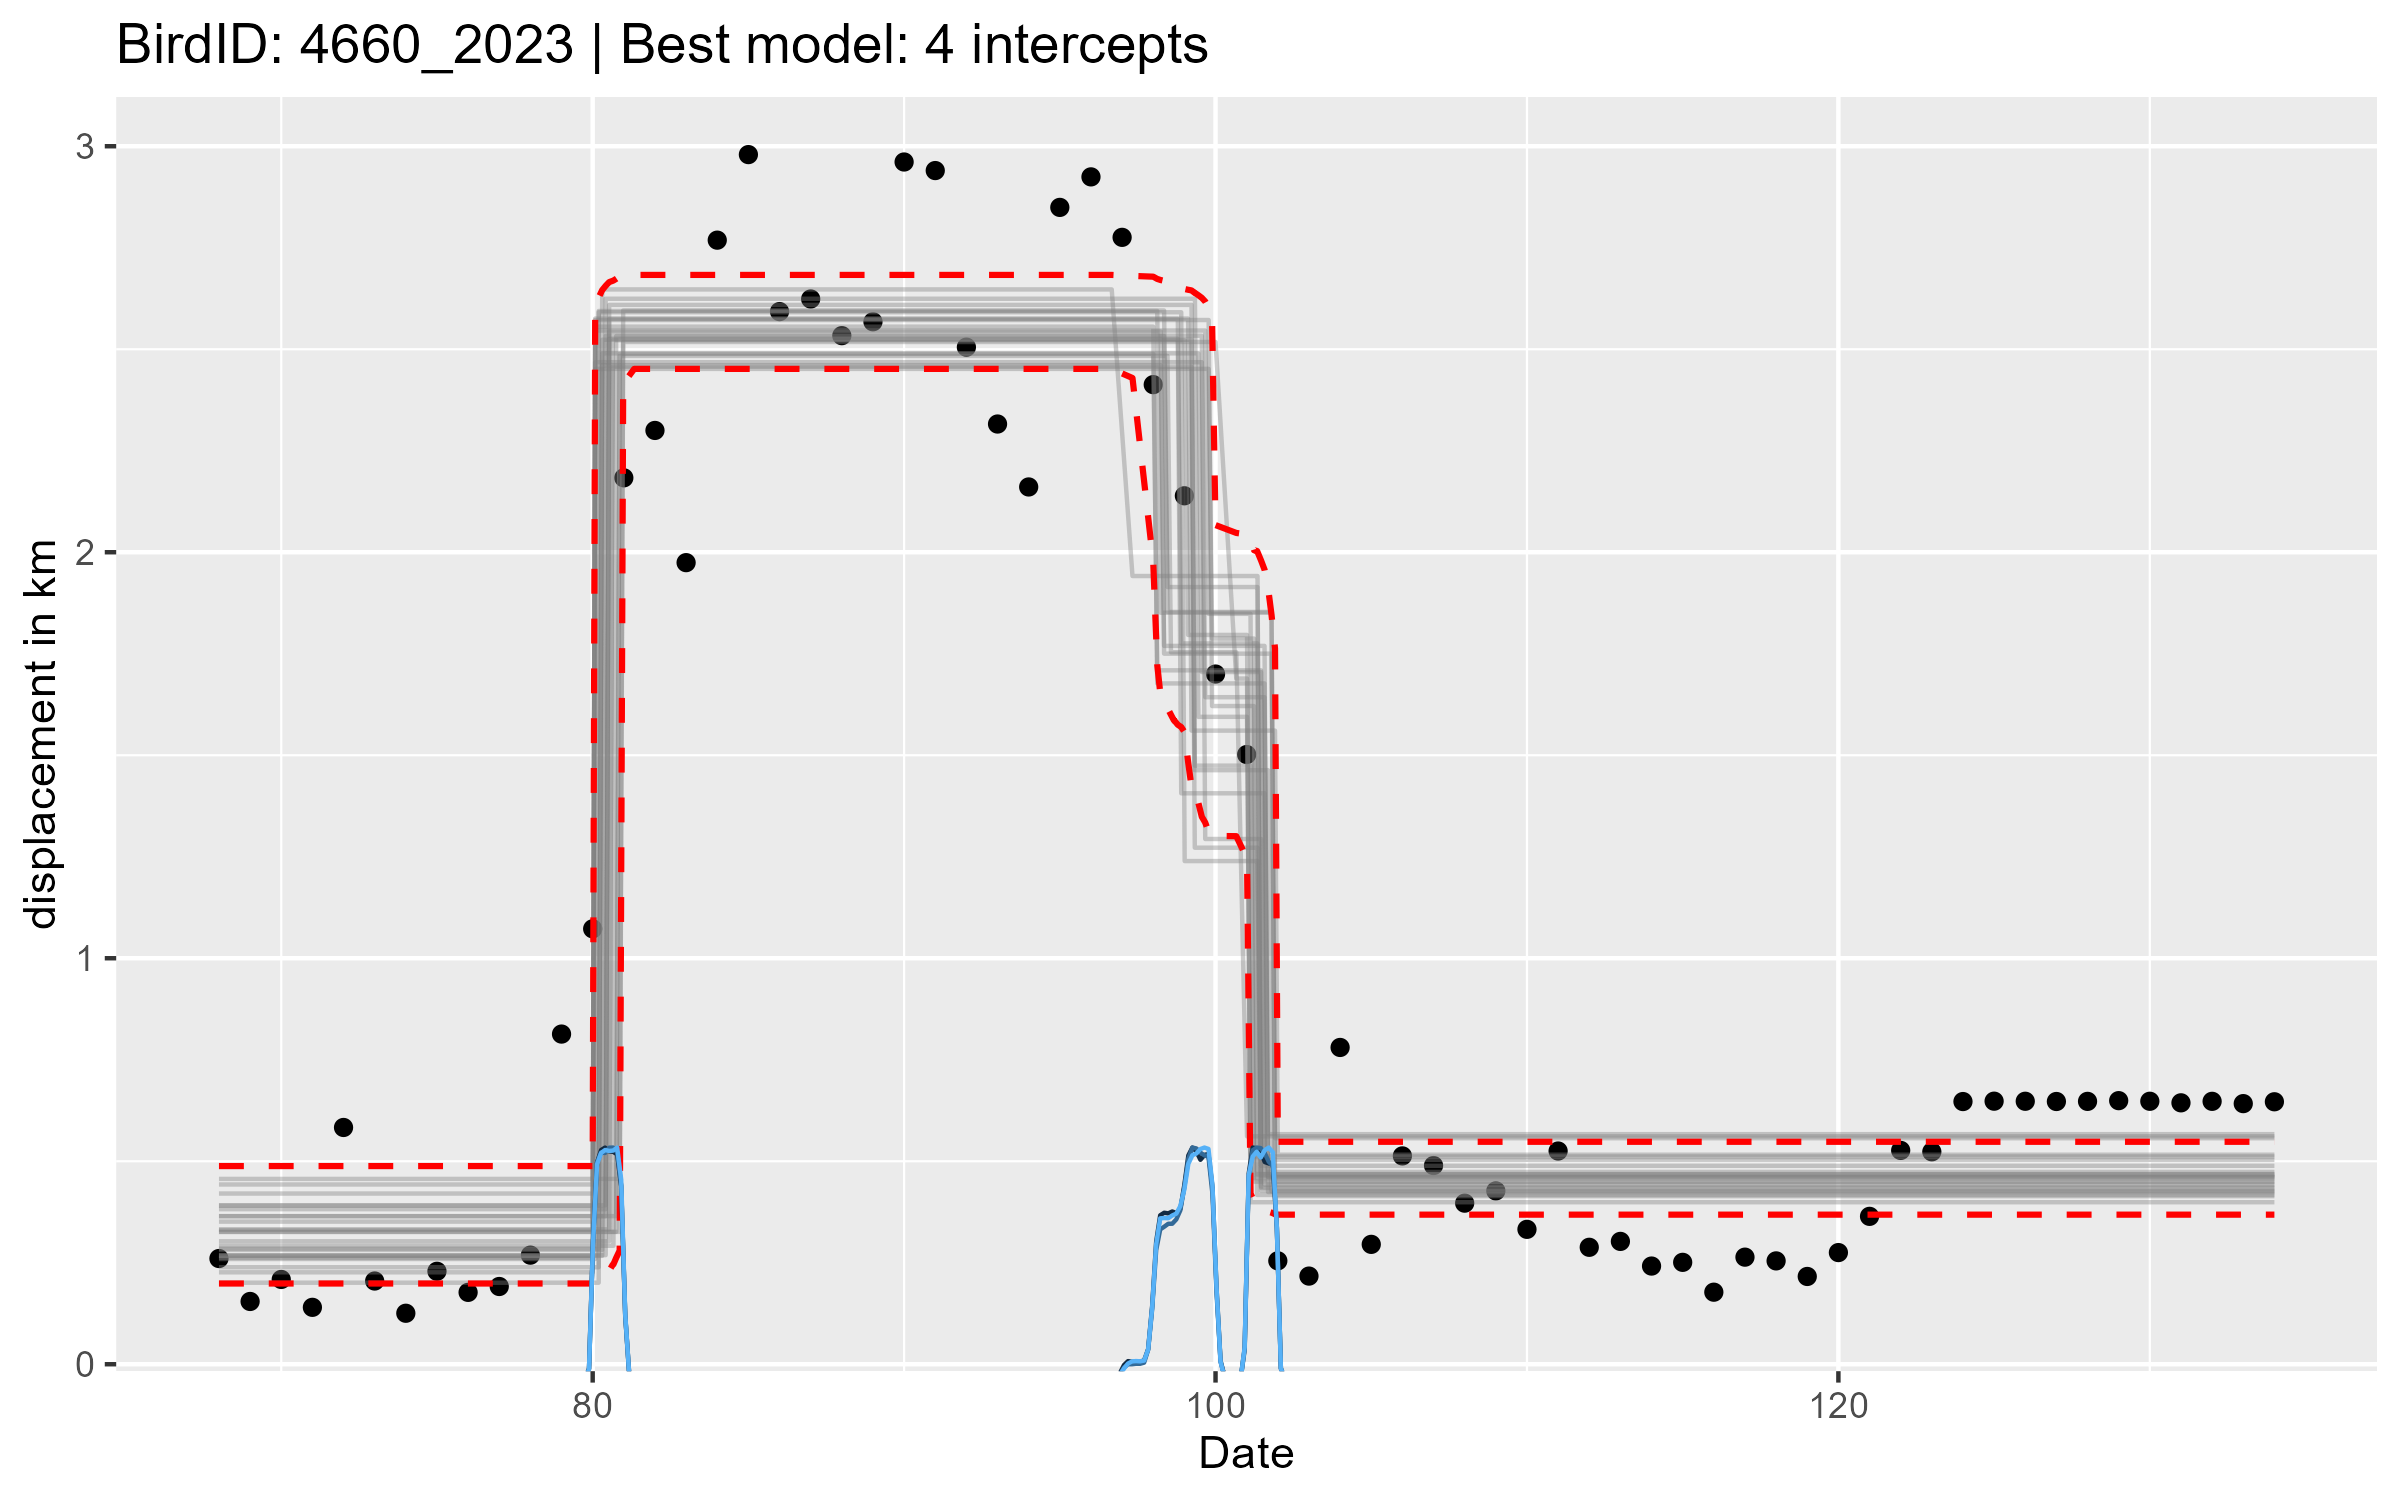 BirdID: 4660_2023 | Best model: 4 intercepts
displacement in km
3
2
1
0
80
100
120
Date